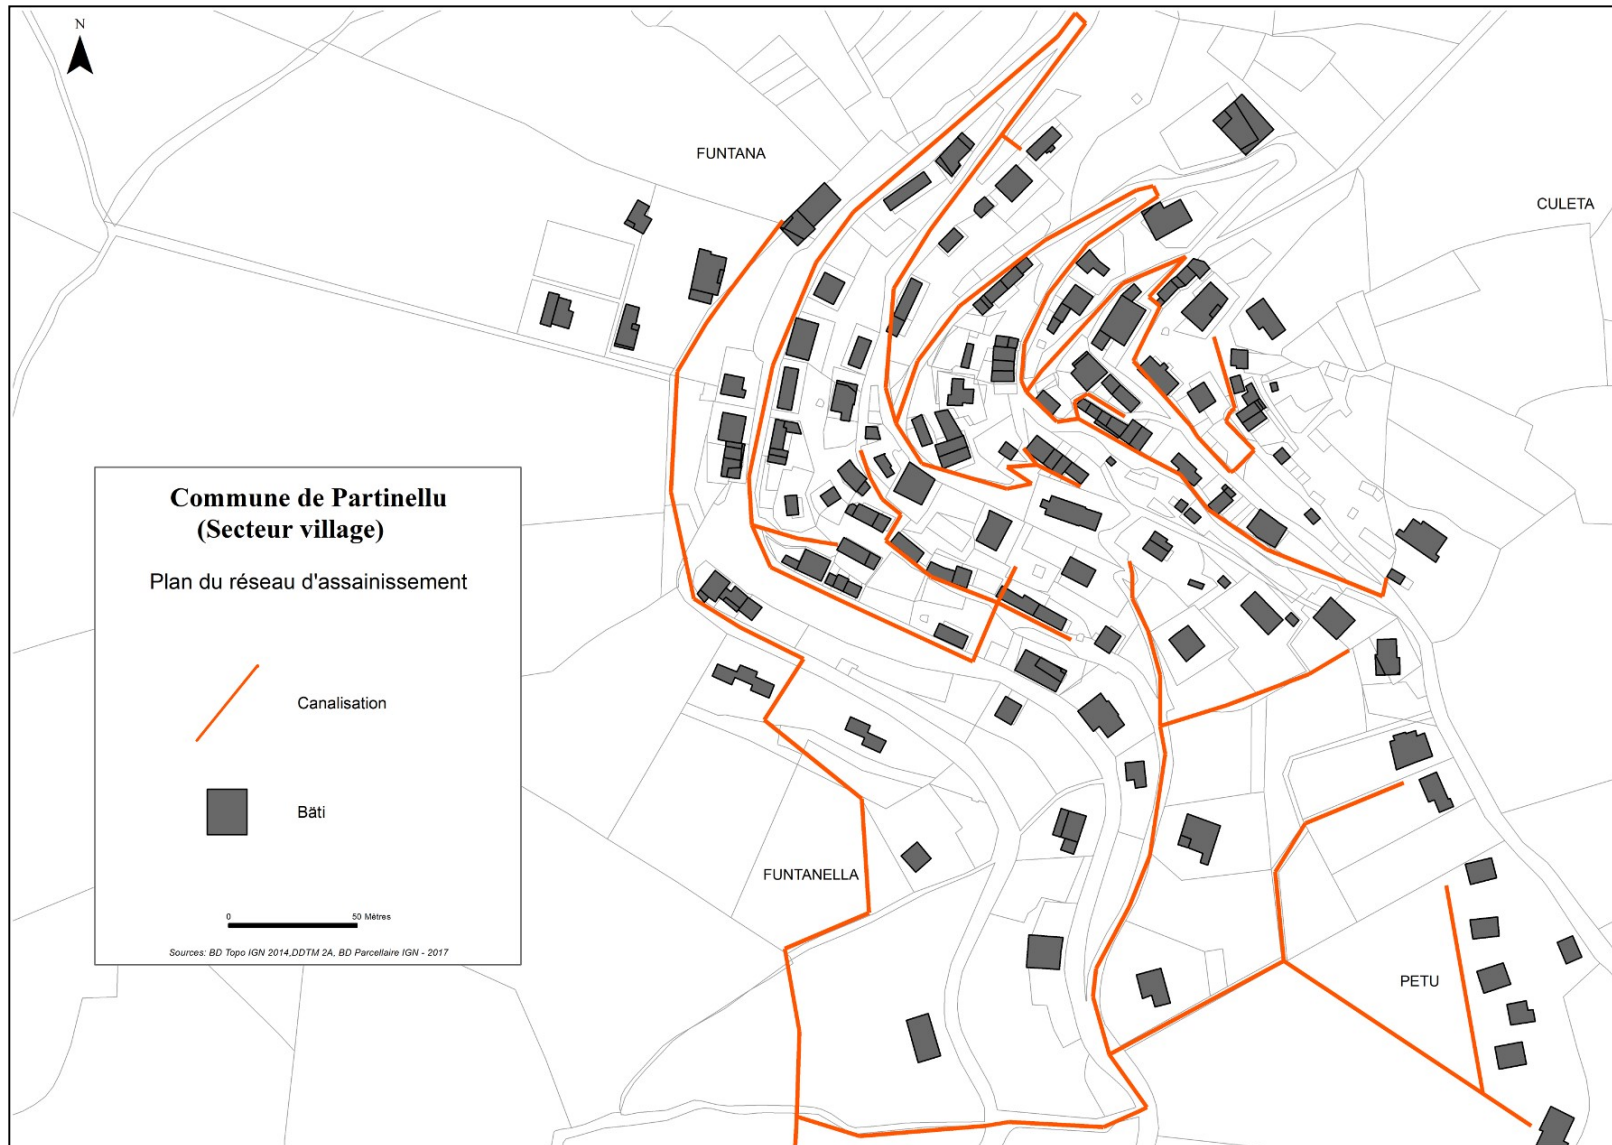 N
FUNTANA
CULETA
Commune de Partinellu
(Secteur village)
Plan du réseau d'assainissement
Canalisation
Bäti
0 50 Mètres
Sources: BD Topo IGN 2014,DDTM 2A, BD Parcellaire IGN - 2017
FUNTANELLA
PETU